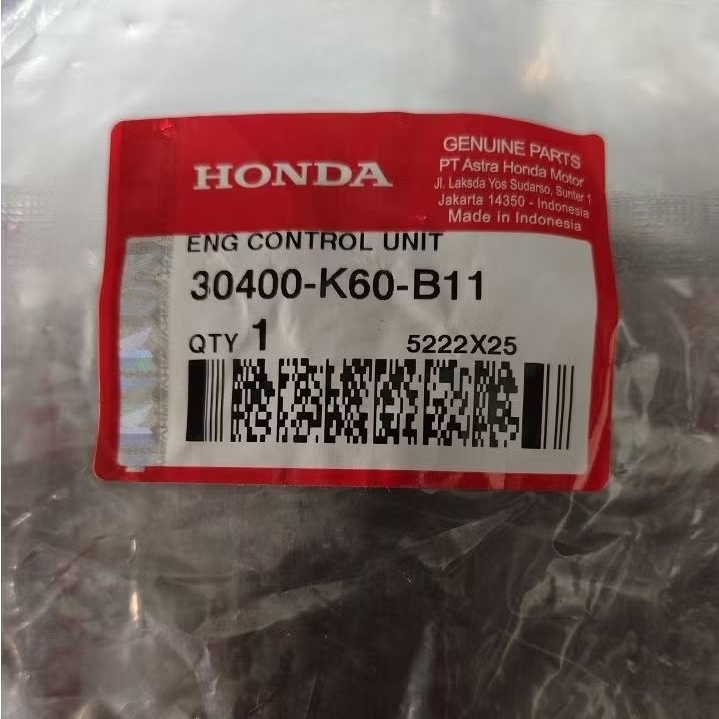 HONDA
GENUINE PARTS
PT Astra Honda Motor
Jl. Laksda Yos Sudarso, Sunter 1
Jakarta 14350 - Indonesia
Made in Indonesia
ENG CONTROL UNIT
30400-K60-B11
QTY 1 5222X25